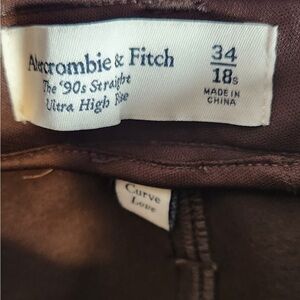 Abercrombie & Fitch
The '90s Straight
Ultra High Rise
34
18s
MADE IN
CHINA
Curve
Love